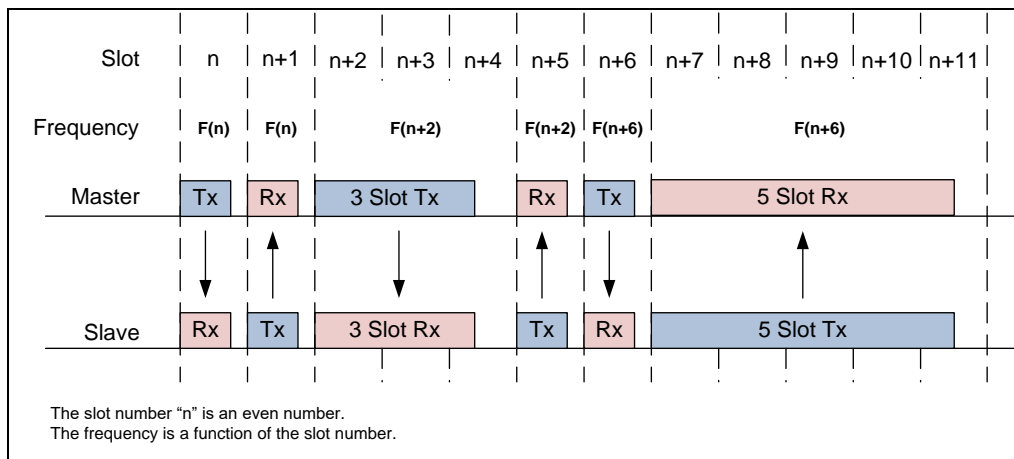 Slot n n+1 n+2 n+3 n+4 n+5 n+6 n+7 n+8 n+9 n+10 n+11
Frequency F(n) F(n) F(n+2) F(n+2) F(n+6) F(n+6)
Master Tx Rx 3 Slot Tx Rx Tx 5 Slot Rx
Slave Rx Tx 3 Slot Rx Tx Rx 5 Slot Tx
The slot number “n” is an even number.
The frequency is a function of the slot number.